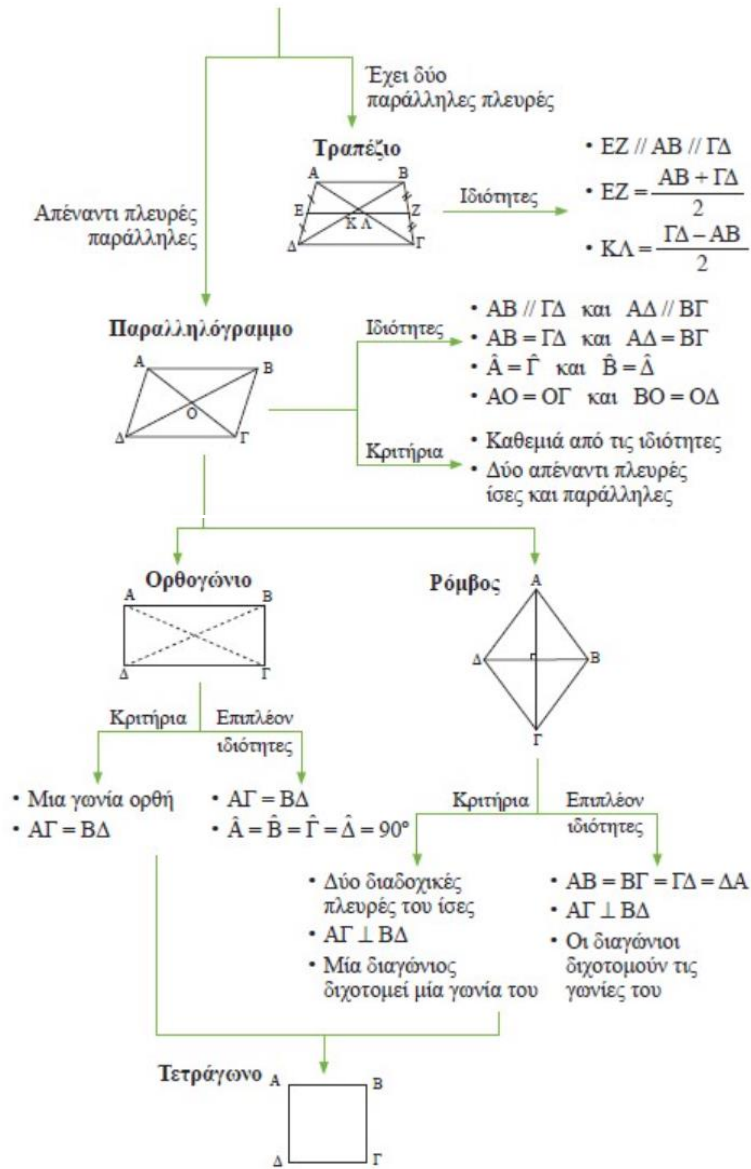 Έχει δύο
παράλληλες πλευρές
Τραπέζιο
Α Β
Ε Ζ
Κ Λ
Δ Γ
Ιδιότητες
• ΕΖ // ΑΒ // ΓΔ
• ΕΖ = ΑΒ + ΓΔ / 2
• ΚΛ = ΓΔ – ΑΒ / 2
Απέναντι πλευρές
παράλληλες
Παραλληλόγραμμο
Α Β
Ο
Δ Γ
Ιδιότητες
• ΑΒ // ΓΔ και ΑΔ // ΒΓ
• ΑΒ = ΓΔ και ΑΔ = ΒΓ
• Â = Γ̂ και Β̂ = Δ̂
• ΑΟ = ΟΓ και ΒΟ = ΟΔ
Κριτήρια
• Καθεμιά από τις ιδιότητες
• Δύο απέναντι πλευρές
ίσες και παράλληλες
Ορθογώνιο
Α Β
Δ Γ
Ρόμβος
Α
Δ Β
Γ
Κριτήρια
Επιπλέον
ιδιότητες
• Μια γωνία ορθή
• ΑΓ = ΒΔ
• ΑΓ = ΒΔ
• Â = Β̂ = Γ̂ = Δ̂ = 90°
Κριτήρια
Επιπλέον
ιδιότητες
• Δύο διαδοχικές
πλευρές του ίσες
• ΑΓ ⊥ ΒΔ
• Μία διαγώνιος
διχοτομεί μία γωνία του
• ΑΒ = ΒΓ = ΓΔ = ΔΑ
• ΑΓ ⊥ ΒΔ
• Οι διαγώνιοι
διχοτομούν τις
γωνίες του
Τετράγωνο
Α Β
Δ Γ